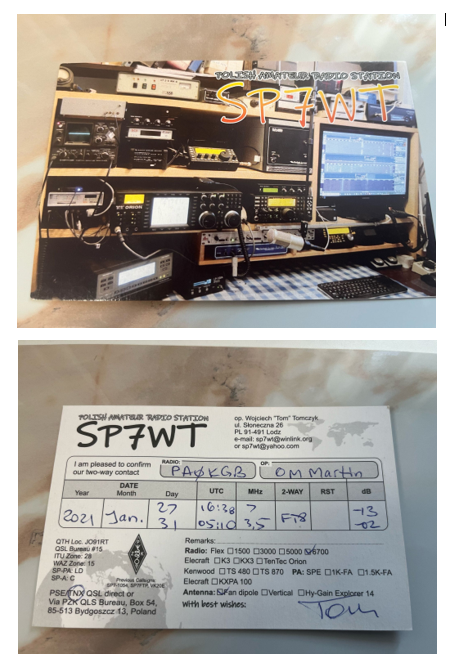 POLISH AMATEUR RADIO STATION
SP7WT
ORION
POLISH AMATEUR RADIO STATION
SP7WT
op. Wojciech "Tom" Tomczyk
ul. Słoneczna 26
PL 91-491 Lodz
e-mail: sp7wt@winlink.org
or sp7wt@yahoo.com
I am pleased to confirm
our two-way contact
RADIO: PAØKGB OP: OM Martin
DATE
Year Month Day UTC MHz 2-WAY RST dB
2021 Jan. 27 16:38 7 FT8 -13
31 05:10 3,5 -02
QTH Loc. JO91RT
QSL Bureau #15
ITU Zone: 28
WAZ Zone: 15
SP-PA: LD
SP-A: C
Previous Callsigns
PSE/TNX QSL direct or
Via PZK QLS Bureau, Box 54,
85-513 Bydgoszcz 13, Poland
Remarks:
Radio: Flex ☐1500 ☐3000 ☐5000 ☑6700
Elecraft ☐K3 ☐KX3 ☐TenTec Orion
Kenwood ☐TS 480 ☐TS 870 PA: SPE ☐1K-FA ☐1.5K-FA
Elecraft ☐KXPA 100
Antenna: ☑Fan dipole ☐Vertical ☐Hy-Gain Explorer 14
With best wishes:
Tom